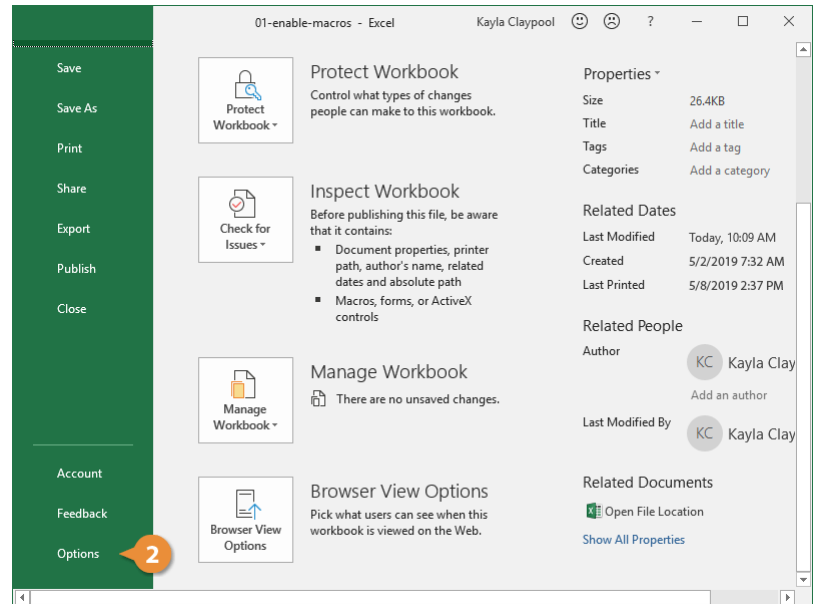 01-enable-macros - Excel
Kayla Claypool
?
Save
Save As
Print
Share
Export
Publish
Close
Account
Feedback
Options
2
Protect
Workbook
Protect Workbook
Control what types of changes
people can make to this workbook.
Check for
Issues
Inspect Workbook
Before publishing this file, be aware
that it contains:
Document properties, printer
path, author's name, related
dates and absolute path
Macros, forms, or ActiveX
controls
Manage
Workbook
Manage Workbook
There are no unsaved changes.
Browser View
Options
Browser View Options
Pick what users can see when this
workbook is viewed on the Web.
Properties
Size 26.4KB
Title Add a title
Tags Add a tag
Categories Add a category
Related Dates
Last Modified Today, 10:09 AM
Created 5/2/2019 7:32 AM
Last Printed 5/8/2019 2:37 PM
Related People
Author KC Kayla Clay
Add an author
Last Modified By KC Kayla Clay
Related Documents
Open File Location
Show All Properties